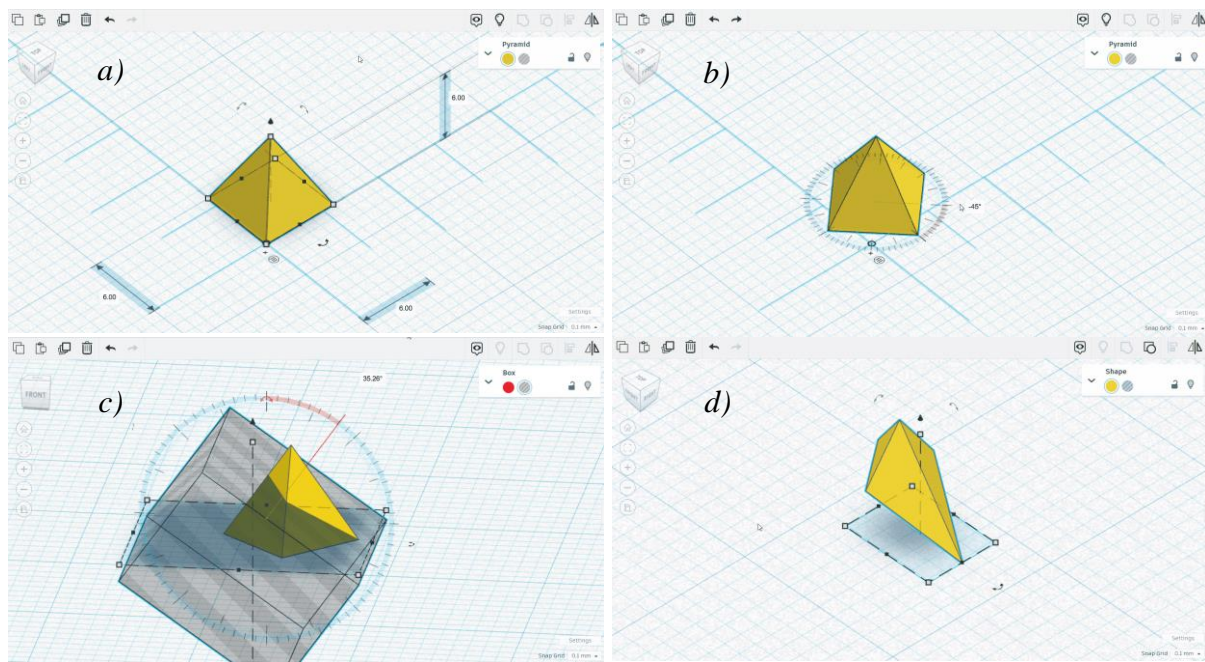 Pyramid
TOP
a)
6.00
6.00
6.00
Settings
Snap Grid 0.1 mm
Pyramid
TOP
b)
-45°
Settings
Snap Grid 0.1 mm
35.26°
Box
FRONT
c)
Settings
Snap Grid 0.1 mm
Shape
d)
Settings
Snap Grid 0.1 mm